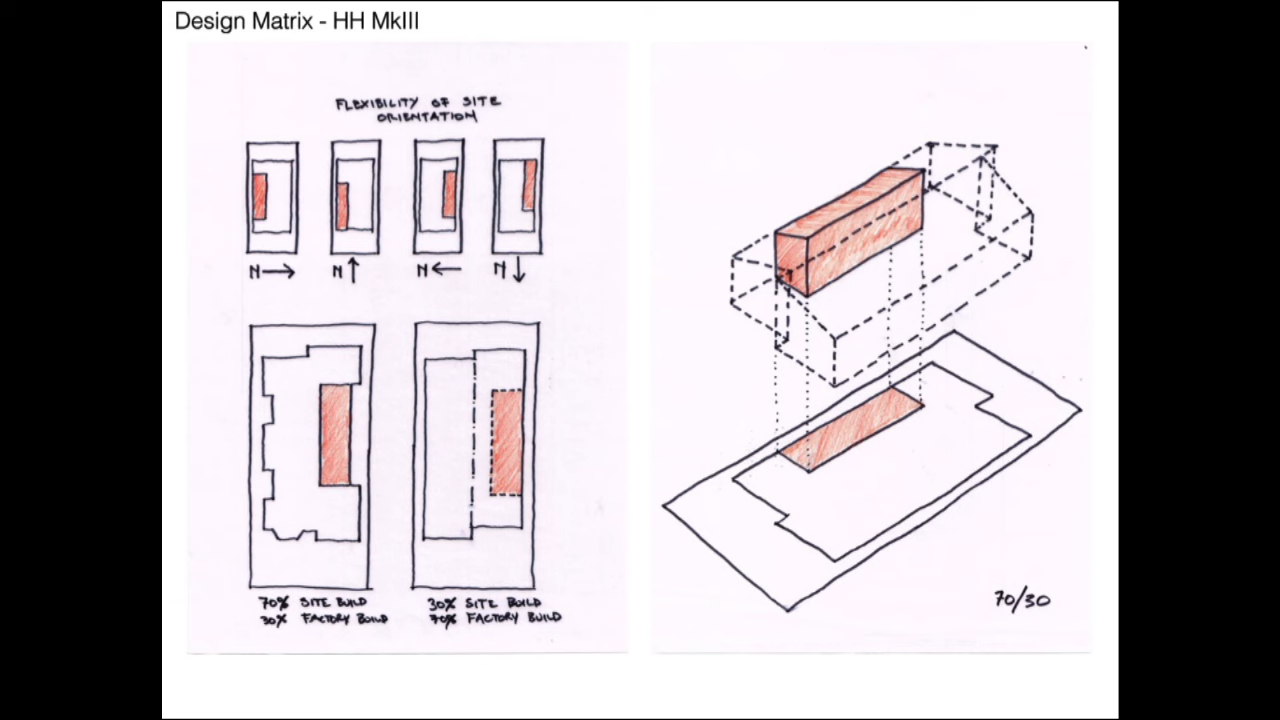 Design Matrix - HH MkIII
FLEXIBILITY OF SITE
ORIENTATION
N
N
N
N
70% SITE BUILD
30% FACTORY BUILD
30% SITE BUILD
70% FACTORY BUILD
70/30